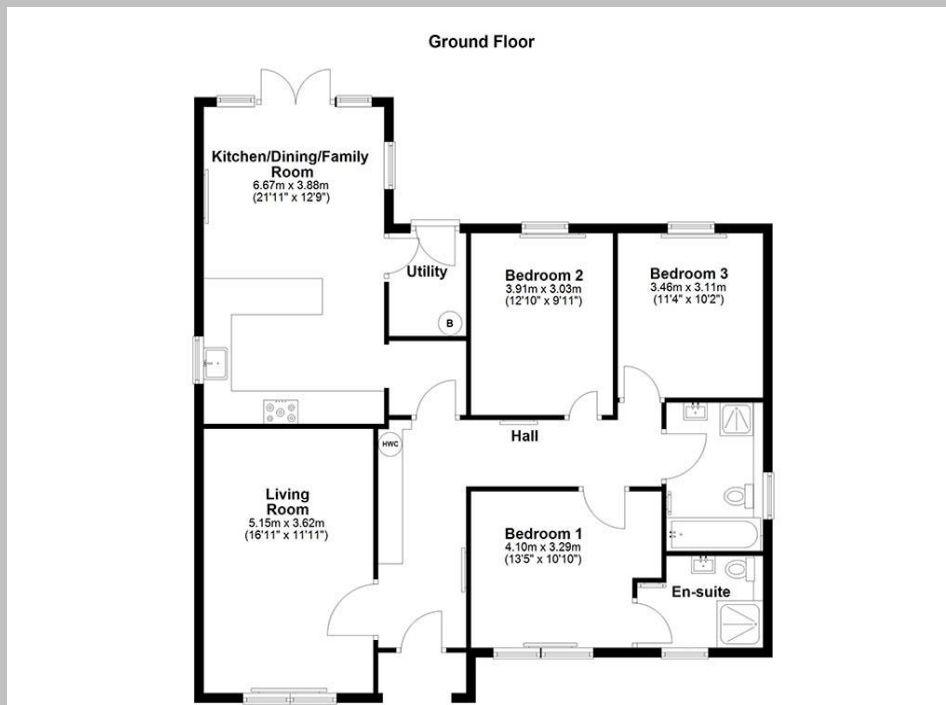 Ground Floor
Kitchen/Dining/Family
Room
6.67m x 3.88m
(21'11" x 12'9")
Utility
B
Bedroom 2
3.91m x 3.03m
(12'10" x 9'11")
Bedroom 3
3.46m x 3.11m
(11'4" x 10'2")
HWC
Hall
Living
Room
5.15m x 3.62m
(16'11" x 11'11")
Bedroom 1
4.10m x 3.29m
(13'5" x 10'10")
En-suite